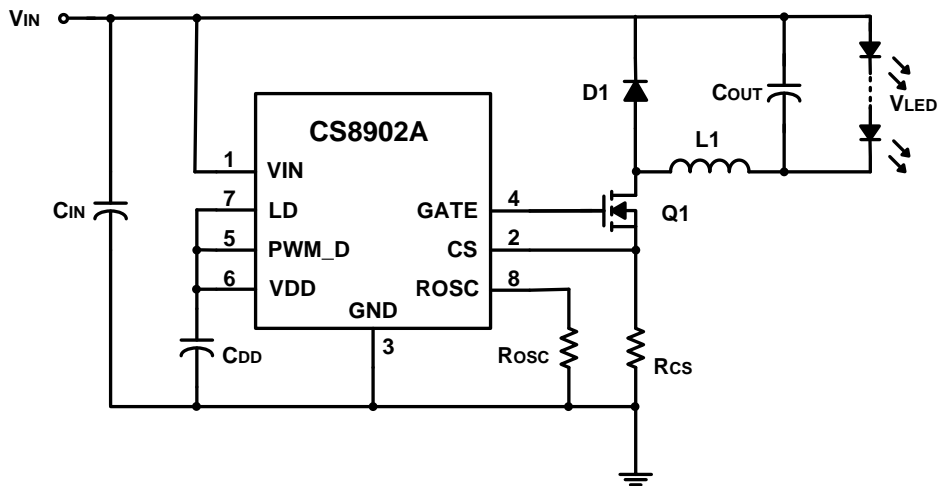 VIN
CS8902A
1
VIN
7
LD
5
PWM_D
6
VDD
GND
3
GATE
4
CS
2
ROSC
8
CIN
CDD
ROSC
RCS
D1
Q1
L1
COUT
VLED